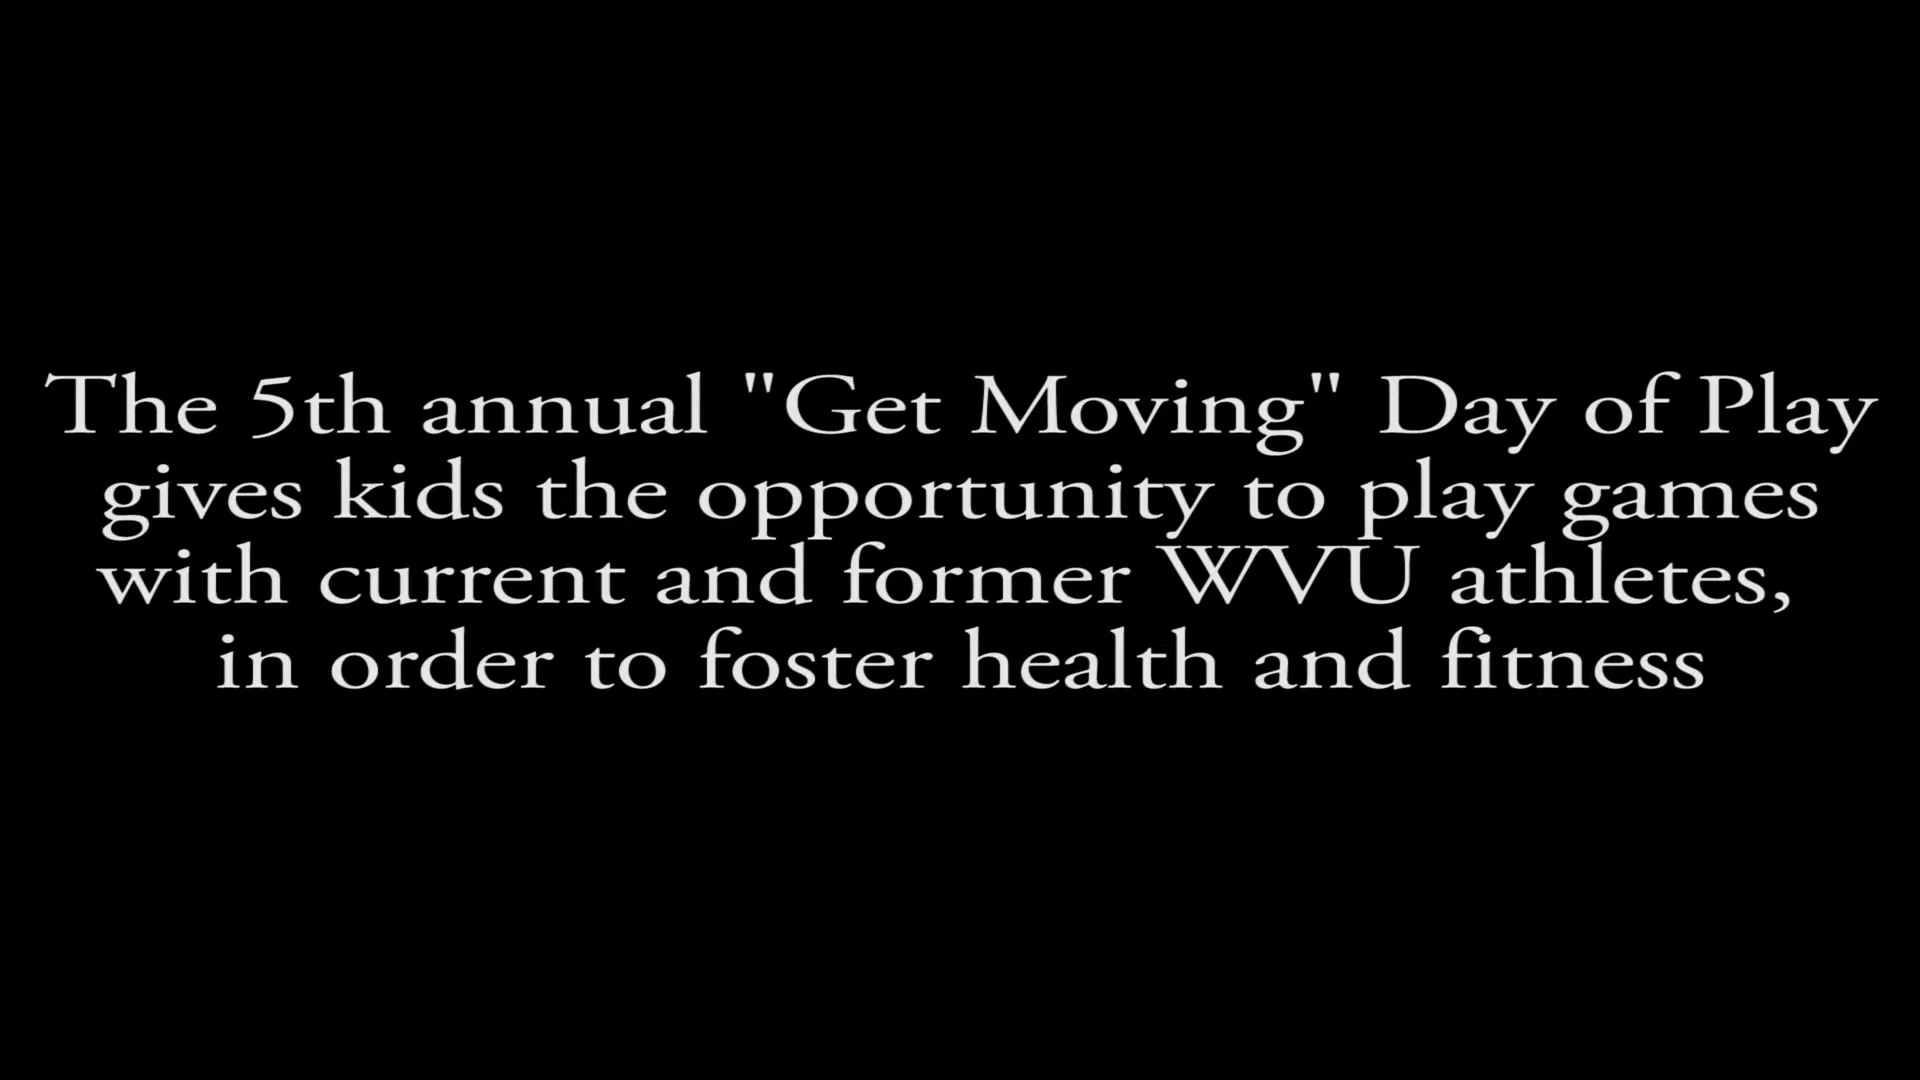 The 5th annual "Get Moving" Day of Play
gives kids the opportunity to play games
with current and former WVU athletes,
in order to foster health and fitness